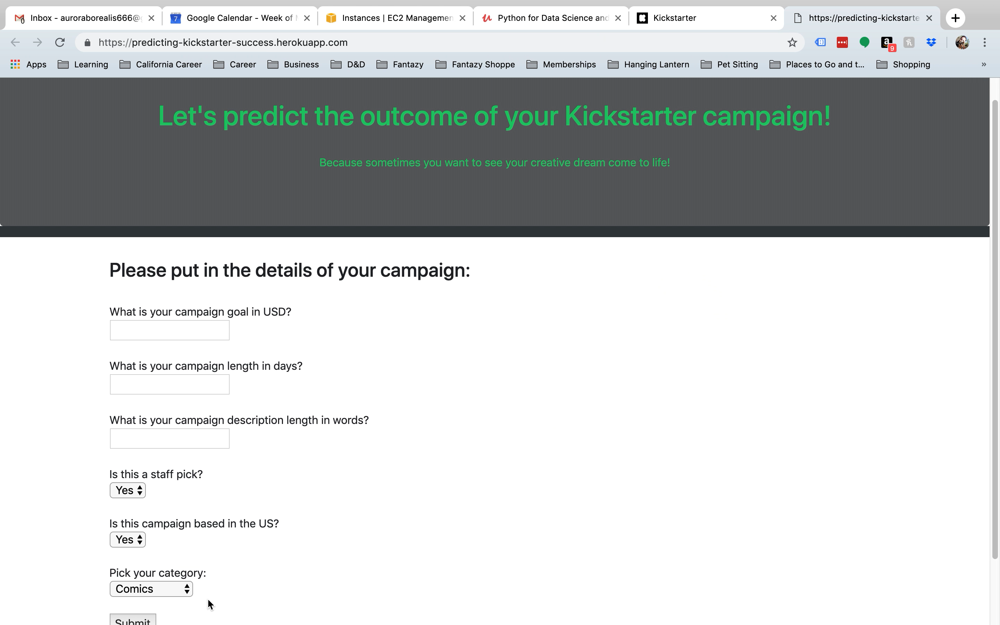 Inbox - auroraborealis666@
Google Calendar - Week of
Instances | EC2 Managemen
Python for Data Science and
Kickstarter
https://predicting-kickstarte
7
https://predicting-kickstarter-success.herokuapp.com
9
Apps
Learning
California Career
Career
Business
D&D
Fantazy
Fantazy Shoppe
Memberships
Hanging Lantern
Pet Sitting
Places to Go and t...
Shopping
»
Let's predict the outcome of your Kickstarter campaign!
Because sometimes you want to see your creative dream come to life!
Please put in the details of your campaign:
What is your campaign goal in USD?
What is your campaign length in days?
What is your campaign description length in words?
Is this a staff pick?
Yes
Is this campaign based in the US?
Yes
Pick your category:
Comics
Submit